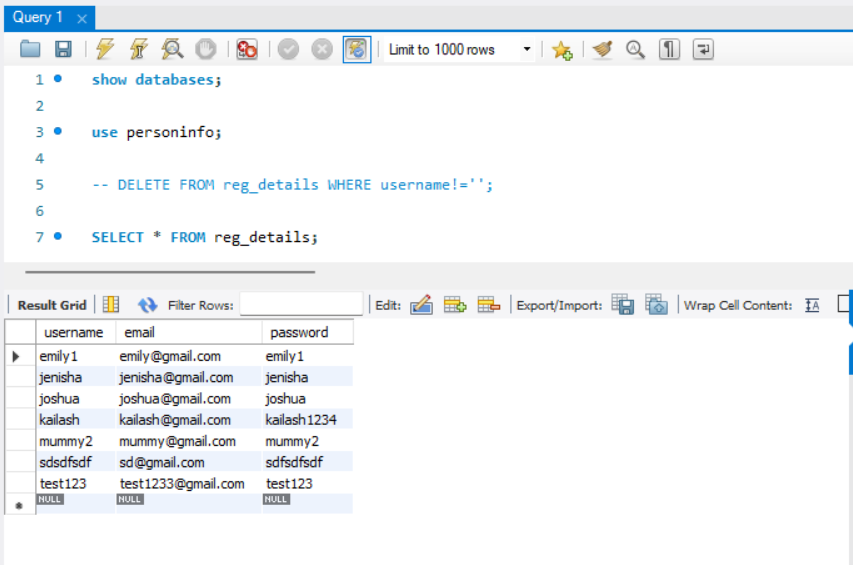 Query 1
Limit to 1000 rows
1 show databases;
2
3 use personinfo;
4
5 -- DELETE FROM reg_details WHERE username!='';
6
7 SELECT * FROM reg_details;
Result Grid Filter Rows: Edit: Export/Import: Wrap Cell Content: IA
username email password
emily1 emily@gmail.com emily1
jenisha jenisha@gmail.com jenisha
joshua joshua@gmail.com joshua
kailash kailash@gmail.com kailash1234
mummy2 mummy@gmail.com mummy2
sdsdfsdf sd@gmail.com sdfsdfsdf
test123 test1233@gmail.com test123
NULL NULL NULL